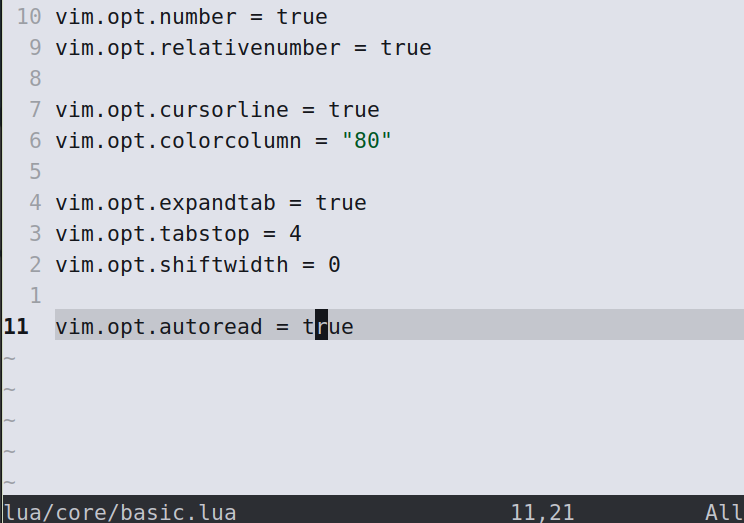 10 vim.opt.number = true
9 vim.opt.relativenumber = true
8
7 vim.opt.cursorline = true
6 vim.opt.colorcolumn = "80"
5
4 vim.opt.expandtab = true
3 vim.opt.tabstop = 4
2 vim.opt.shiftwidth = 0
1
11 vim.opt.autoread = true
~
~
~
~
~
lua/core/basic.lua 11,21 All